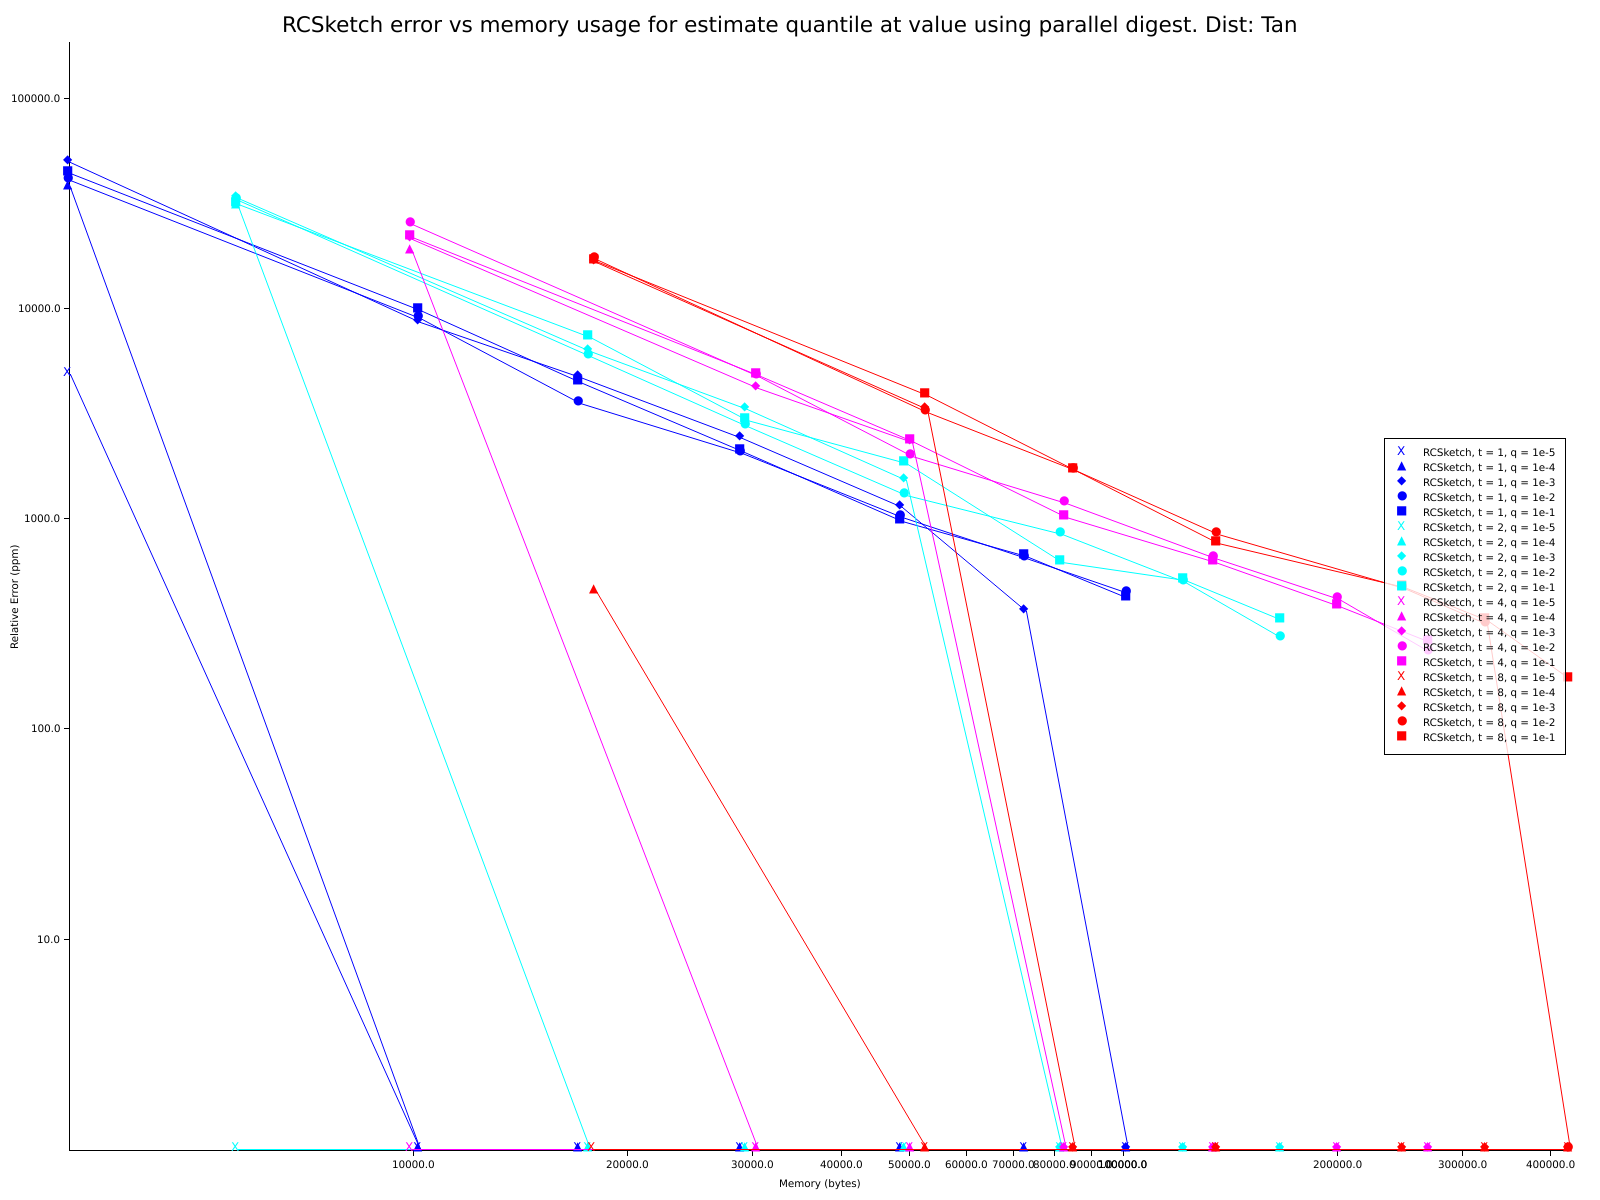 RCSketch error vs memory usage for estimate quantile at value using parallel digest. Dist: Tan
100000.0
10000.0
1000.0
100.0
10.0
Relative Error (ppm)
RCSketch, t = 1, q = 1e-5
RCSketch, t = 1, q = 1e-4
RCSketch, t = 1, q = 1e-3
RCSketch, t = 1, q = 1e-2
RCSketch, t = 1, q = 1e-1
RCSketch, t = 2, q = 1e-5
RCSketch, t = 2, q = 1e-4
RCSketch, t = 2, q = 1e-3
RCSketch, t = 2, q = 1e-2
RCSketch, t = 2, q = 1e-1
RCSketch, t = 4, q = 1e-5
RCSketch, t = 4, q = 1e-4
RCSketch, t = 4, q = 1e-3
RCSketch, t = 4, q = 1e-2
RCSketch, t = 4, q = 1e-1
RCSketch, t = 8, q = 1e-5
RCSketch, t = 8, q = 1e-4
RCSketch, t = 8, q = 1e-3
RCSketch, t = 8, q = 1e-2
RCSketch, t = 8, q = 1e-1
10000.0 20000.0 30000.0 40000.0 50000.0 60000.0 70000.0 80000.0 90000.0 100000.0 200000.0 300000.0 400000.0
Memory (bytes)